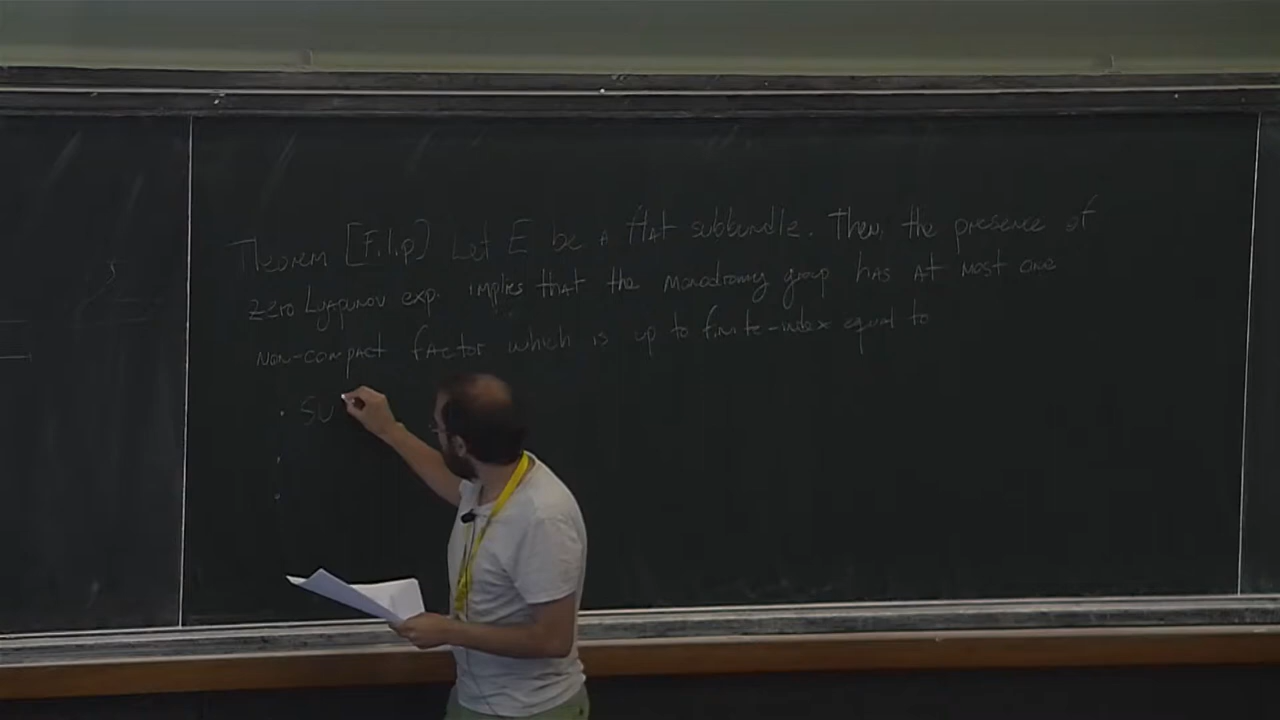 Theorem [Filip] Let E be a flat subbundle. Then, the presence of
zero Lyapunov exp. implies that the monodromy group has at most one
non-compact factor which is up to finite-index equal to
• SU
•
•